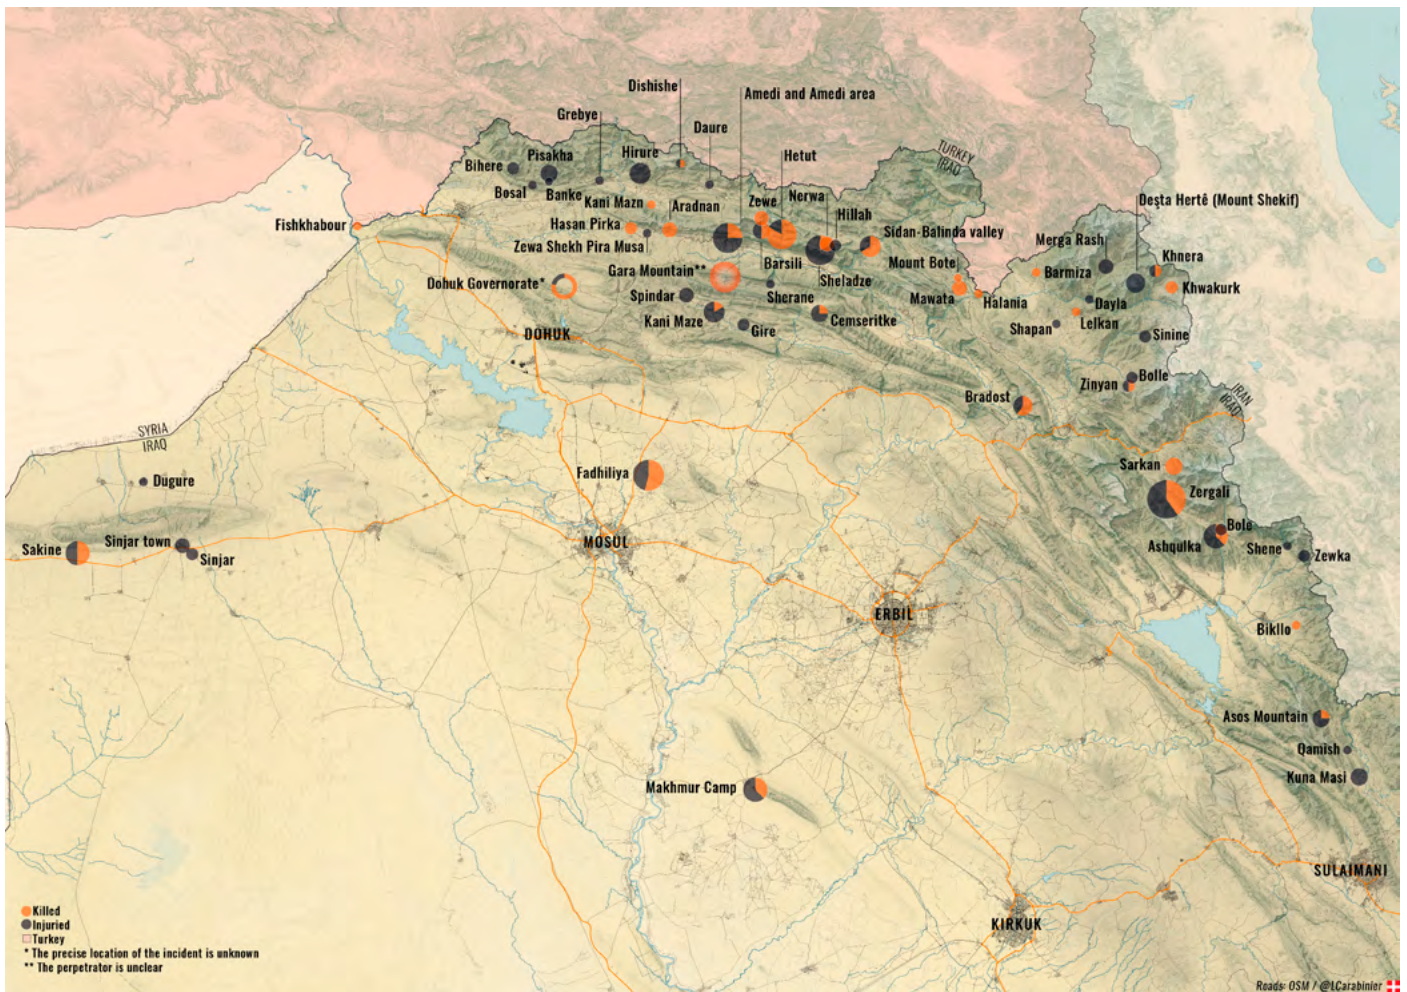 Dishishe
Amedi and Amedi area
Grebye
Daure
TURKEY
IRAQ
Bihere
Pisakha
Hirure
Hetut
Bosal
Banke
Kani Mazn
Zewe
Nerwa
Hillah
Deşta Hertê (Mount Shekif)
Fishkhabour
Hasan Pirka
Aradnan
Sidan-Balinda valley
Merga Rash
Khnera
Zewa Shekh Pira Musa
Barsili
Mount Bote
Barmiza
Gara Mountain**
Sheladze
Dohuk Governorate*
Khwakurk
Spindar
Sherane
Mawata
Halania
Dayla
Kani Maze
Cemseritke
Lelkan
Gire
Shapan
Sinine
DOHUK
Bolle
Zinyan
Bradost
IRAN
IRAQ
SYRIA
IRAQ
Sarkan
Fadhiliya
Dugure
Zergali
Bole
Sakine
Sinjar town
Sinjar
MOSUL
Ashqulka
Shene
Zewka
ERBIL
Bikllo
Asos Mountain
Qamish
Kuna Masi
Makhmur Camp
SULAIMANI
KIRKUK
Killed
Injuried
Turkey
* The precise location of the incident is unknown
** The perpetrator is unclear
Roads: OSM / @LCarabinier